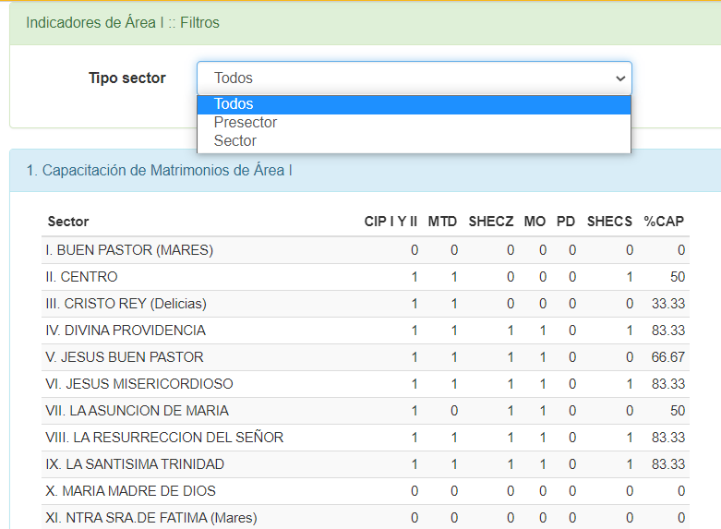 Indicadores de Área I :: Filtros
Tipo sector Todos
Todos
Presector
Sector
1. Capacitación de Matrimonios de Área I
Sector CIP I Y II MTD SHECZ MO PD SHECS %CAP
I. BUEN PASTOR (MARES) 0 0 0 0 0 0 0
II. CENTRO 1 1 0 0 0 1 50
III. CRISTO REY (Delicias) 1 1 0 0 0 0 33.33
IV. DIVINA PROVIDENCIA 1 1 1 1 0 1 83.33
V. JESUS BUEN PASTOR 1 1 1 1 0 0 66.67
VI. JESUS MISERICORDIOSO 1 1 1 1 0 1 83.33
VII. LA ASUNCION DE MARIA 1 0 1 1 0 0 50
VIII. LA RESURRECCION DEL SEÑOR 1 1 1 1 0 1 83.33
IX. LA SANTISIMA TRINIDAD 1 1 1 1 0 1 83.33
X. MARIA MADRE DE DIOS 0 0 0 0 0 0 0
XI. NTRA SRA.DE FATIMA (Mares) 0 0 0 0 0 0 0